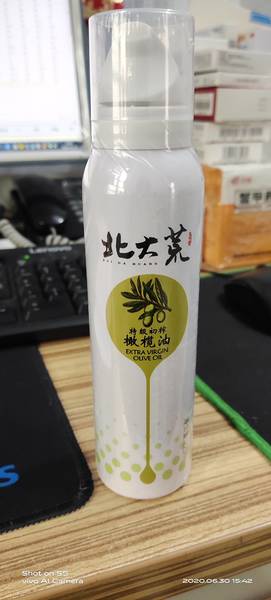 北大荒
BEI DA HUANG
特级初榨
橄榄油
EXTRA VIRGIN
OLIVE OIL
Lenovo
Shot on S5
vivo AI Camera
2020.06.30 15:42